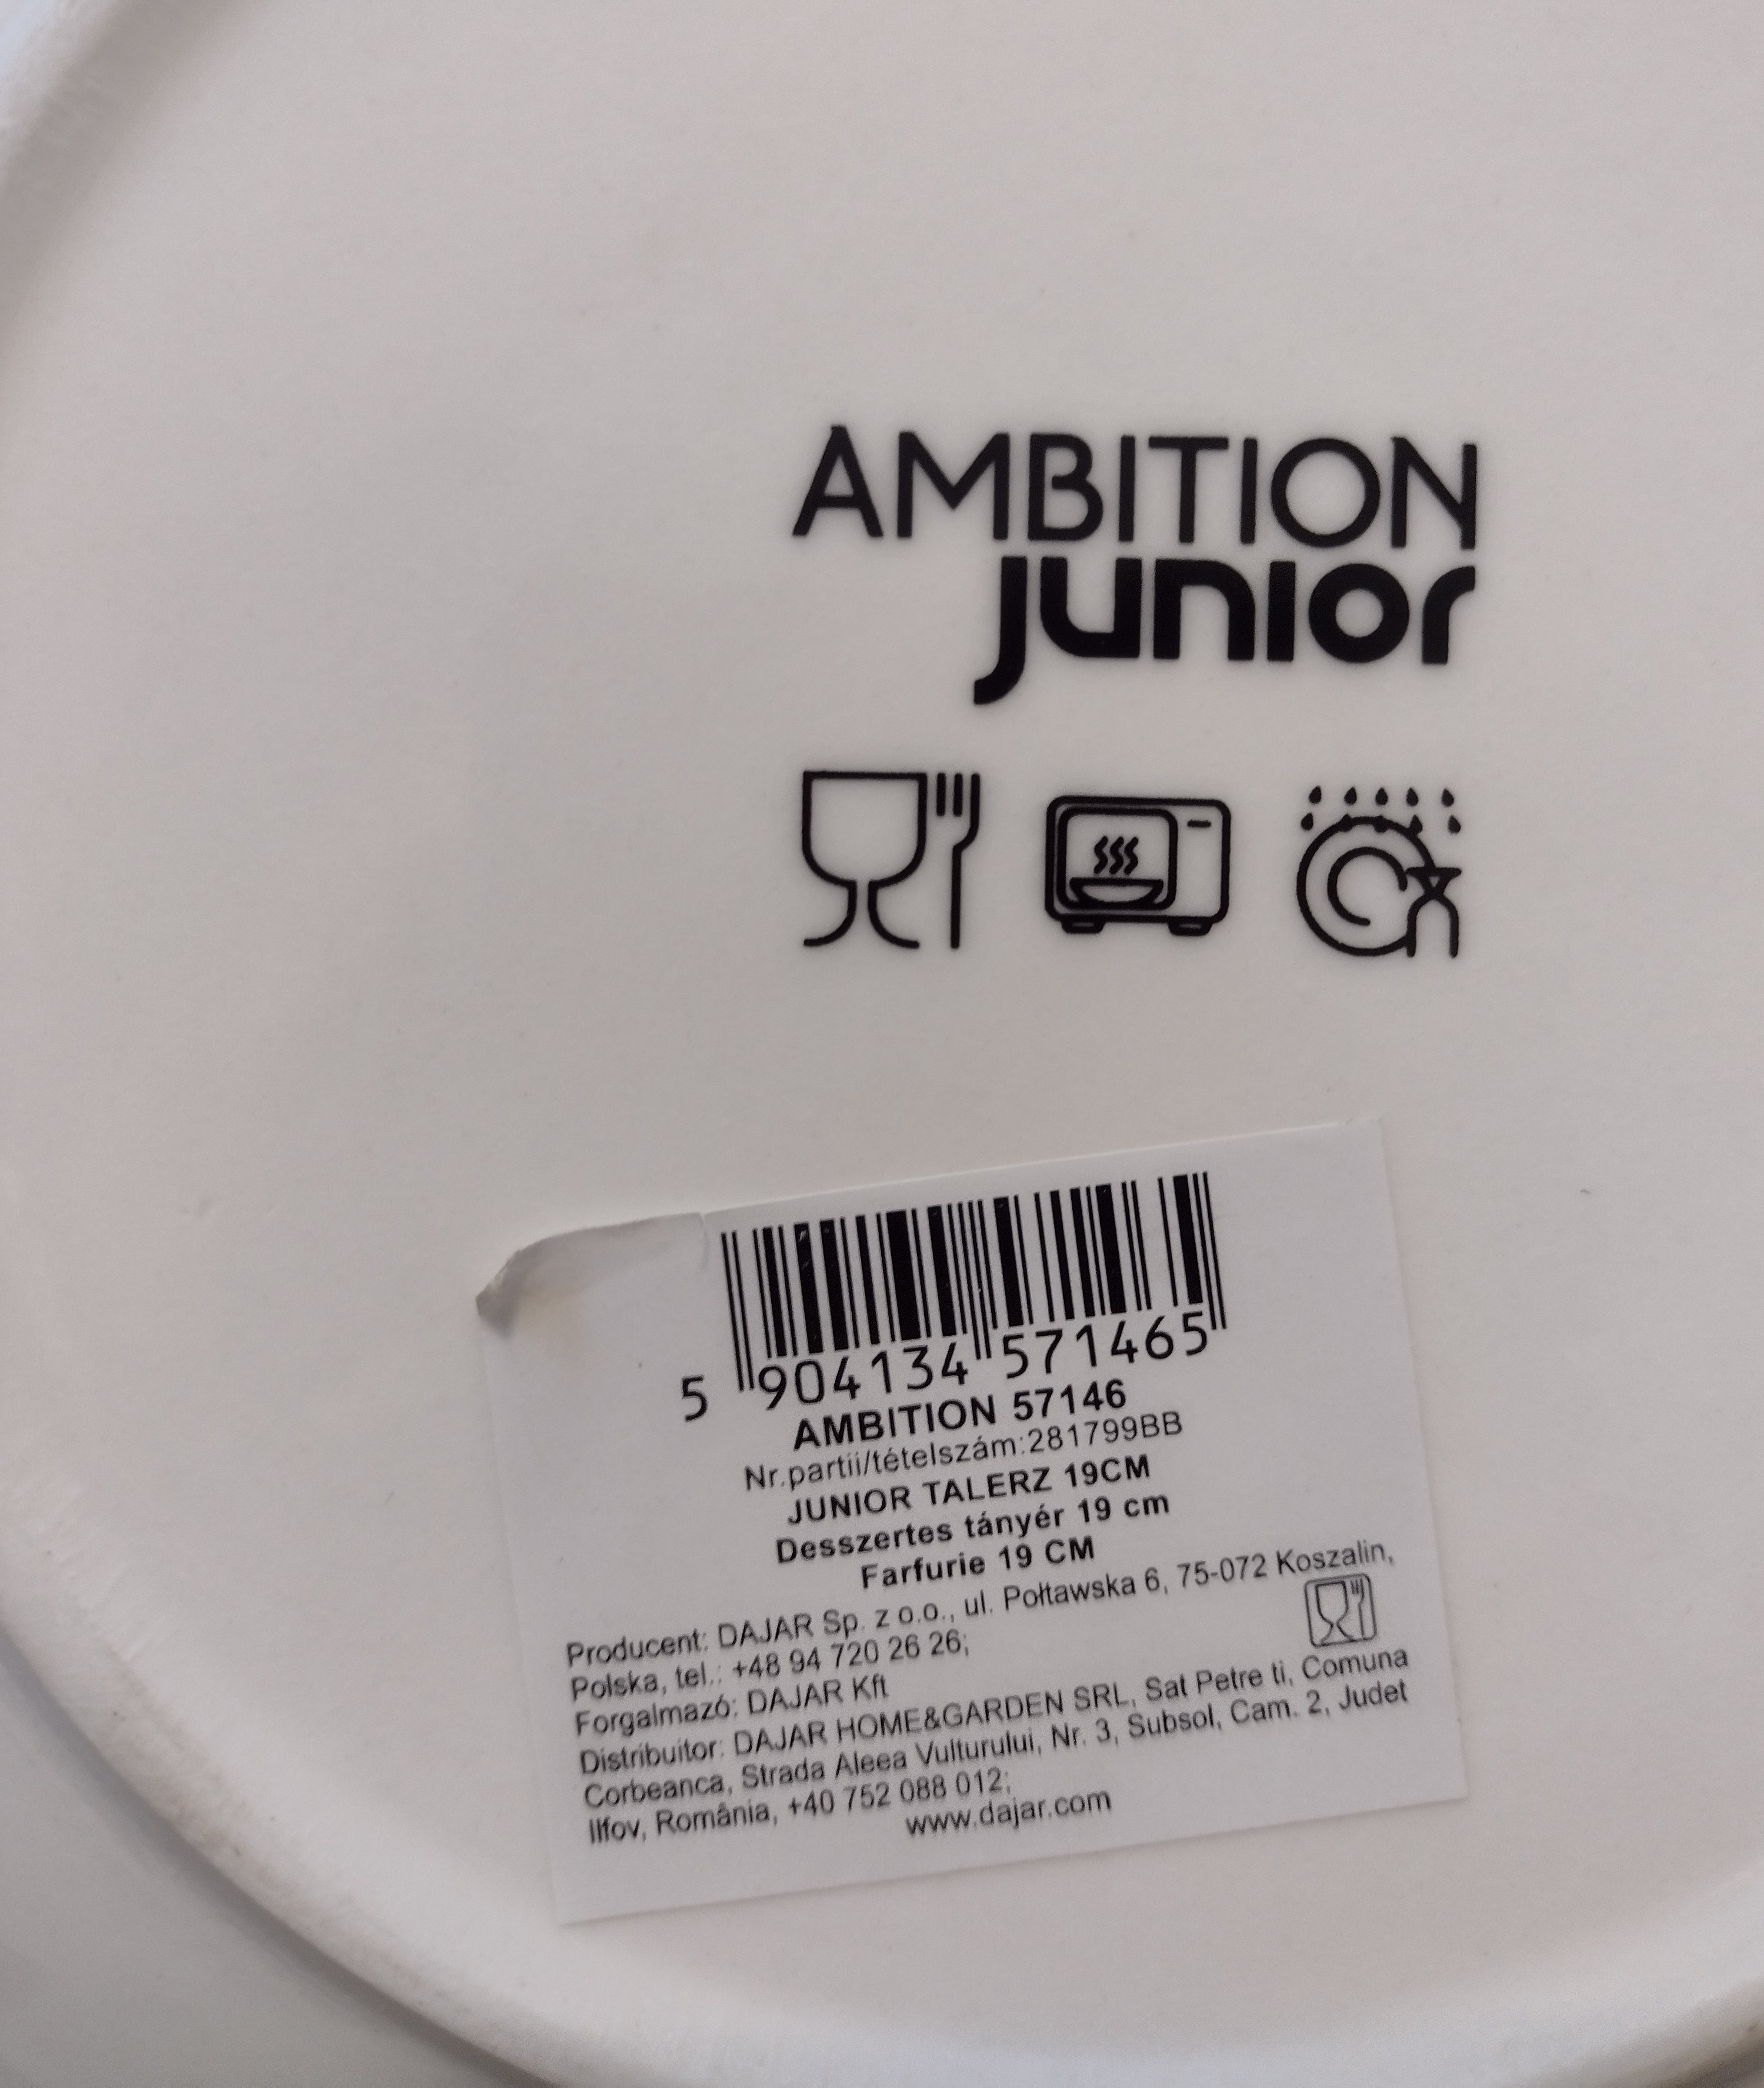 AMBITION
junior
5 904134 571465
AMBITION 57146
Nr.partii/tételszám:281799BB
JUNIOR TALERZ 19CM
Desszertes tányér 19 cm
Farfurie 19 CM
Producent: DAJAR Sp. z o.o., ul. Połtawska 6, 75-072 Koszalin,
Polska, tel.: +48 94 720 26 26;
Forgalmazó: DAJAR Kft
Distribuitor: DAJAR HOME&GARDEN SRL, Sat Petre ti, Comuna
Corbeanca, Strada Aleea Vulturului, Nr. 3, Subsol, Cam. 2, Judet
Ilfov, România, +40 752 088 012;
www.dajar.com